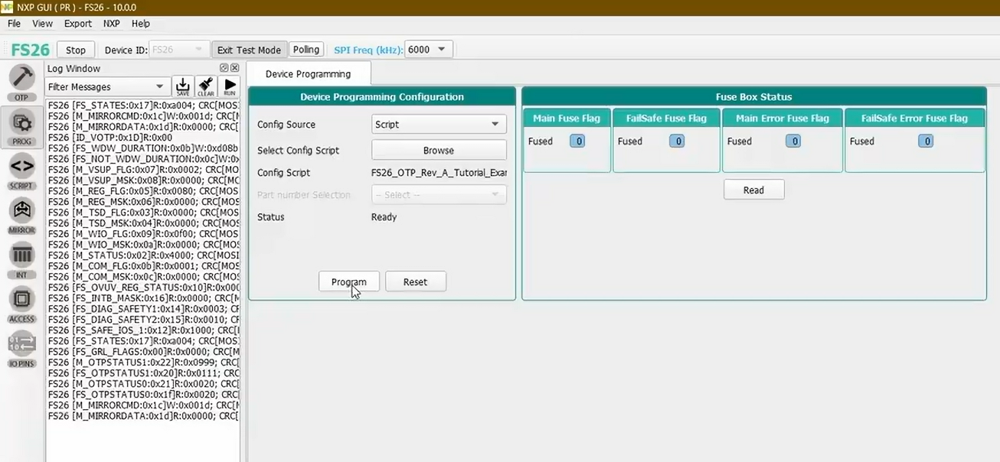 NXP GUI ( PR ) - FS26 - 10.0.0
File View Export NXP Help
FS26 Stop Device ID: FS26 Exit Test Mode Polling SPI Freq (kHz): 6000
OTP
PROG
SCRIPT
MIRROR
INT
ACCESS
IO PINS
Log Window
Filter Messages SAVE CLEAR RUN
FS26 [FS_STATES:0x17]R:0xa004; CRC[MOSI
FS26 [M_MIRRORCMD:0x1c]W:0x001d; CRC[M
FS26 [M_MIRRORDATA:0x1d]R:0x0000; CRC[
FS26 [ID_VOTP:0x1D]R:0x00
FS26 [FS_WDW_DURATION:0x0b]W:0xd08b
FS26 [FS_NOT_WDW_DURATION:0x0c]W:0x
FS26 [M_VSUP_FLG:0x07]R:0x0002; CRC[MO
FS26 [M_VSUP_MSK:0x08]R:0x0000; CRC[MC
FS26 [M_REG_FLG:0x05]R:0x0080; CRC[MOS
FS26 [M_REG_MSK:0x06]R:0x0000; CRC[MOS
FS26 [M_TSD_FLG:0x03]R:0x0000; CRC[MOS
FS26 [M_TSD_MSK:0x04]R:0x0000; CRC[MOS
FS26 [M_WIO_FLG:0x09]R:0x0f00; CRC[MOS
FS26 [M_WIO_MSK:0x0a]R:0x0000; CRC[MOS
FS26 [M_STATUS:0x02]R:0x4000; CRC[MOSI
FS26 [M_COM_FLG:0x0b]R:0x0001; CRC[MOS
FS26 [M_COM_MSK:0x0c]R:0x0000; CRC[MOS
FS26 [FS_OVUV_REG_STATUS:0x10]R:0x000
FS26 [FS_INTB_MASK:0x16]R:0x0000; CRC[M
FS26 [FS_DIAG_SAFETY1:0x14]R:0x0003; CF
FS26 [FS_DIAG_SAFETY2:0x15]R:0x0010; CF
FS26 [FS_SAFE_IOS_1:0x12]R:0x1000; CRC[
FS26 [FS_STATES:0x17]R:0xa004; CRC[MOSI
FS26 [FS_GRL_FLAGS:0x00]R:0x0000; CRC[M
FS26 [M_OTPSTATUS1:0x22]R:0x0999; CRC[
FS26 [FS_OTPSTATUS1:0x20]R:0x0111; CRC
FS26 [M_OTPSTATUS0:0x21]R:0x0020; CRC[
FS26 [FS_OTPSTATUS0:0x1f]R:0x0020; CRC[
FS26 [M_MIRRORCMD:0x1c]W:0x001d; CRC[M
FS26 [M_MIRRORDATA:0x1d]R:0x0000; CRC[
Device Programming
Device Programming Configuration
Config Source Script
Select Config Script Browse
Config Script FS26_OTP_Rev_A_Tutorial_Exar
Part number Selection -- Select --
Status Ready
Program Reset
Fuse Box Status
Main Fuse Flag FailSafe Fuse Flag Main Error Fuse Flag FailSafe Error Fuse Flag
Fused 0 Fused 0 Fused 0 Fused 0
Read